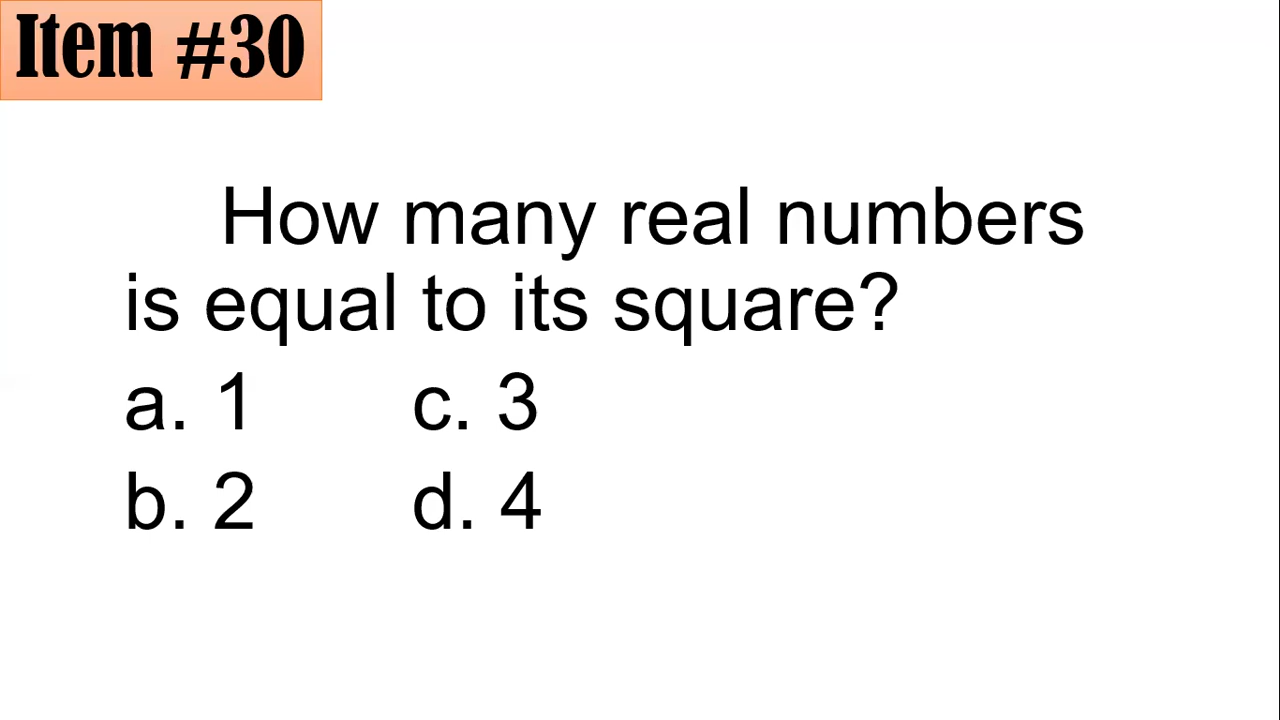 Item #30
How many real numbers
is equal to its square?
a. 1 c. 3
b. 2 d. 4